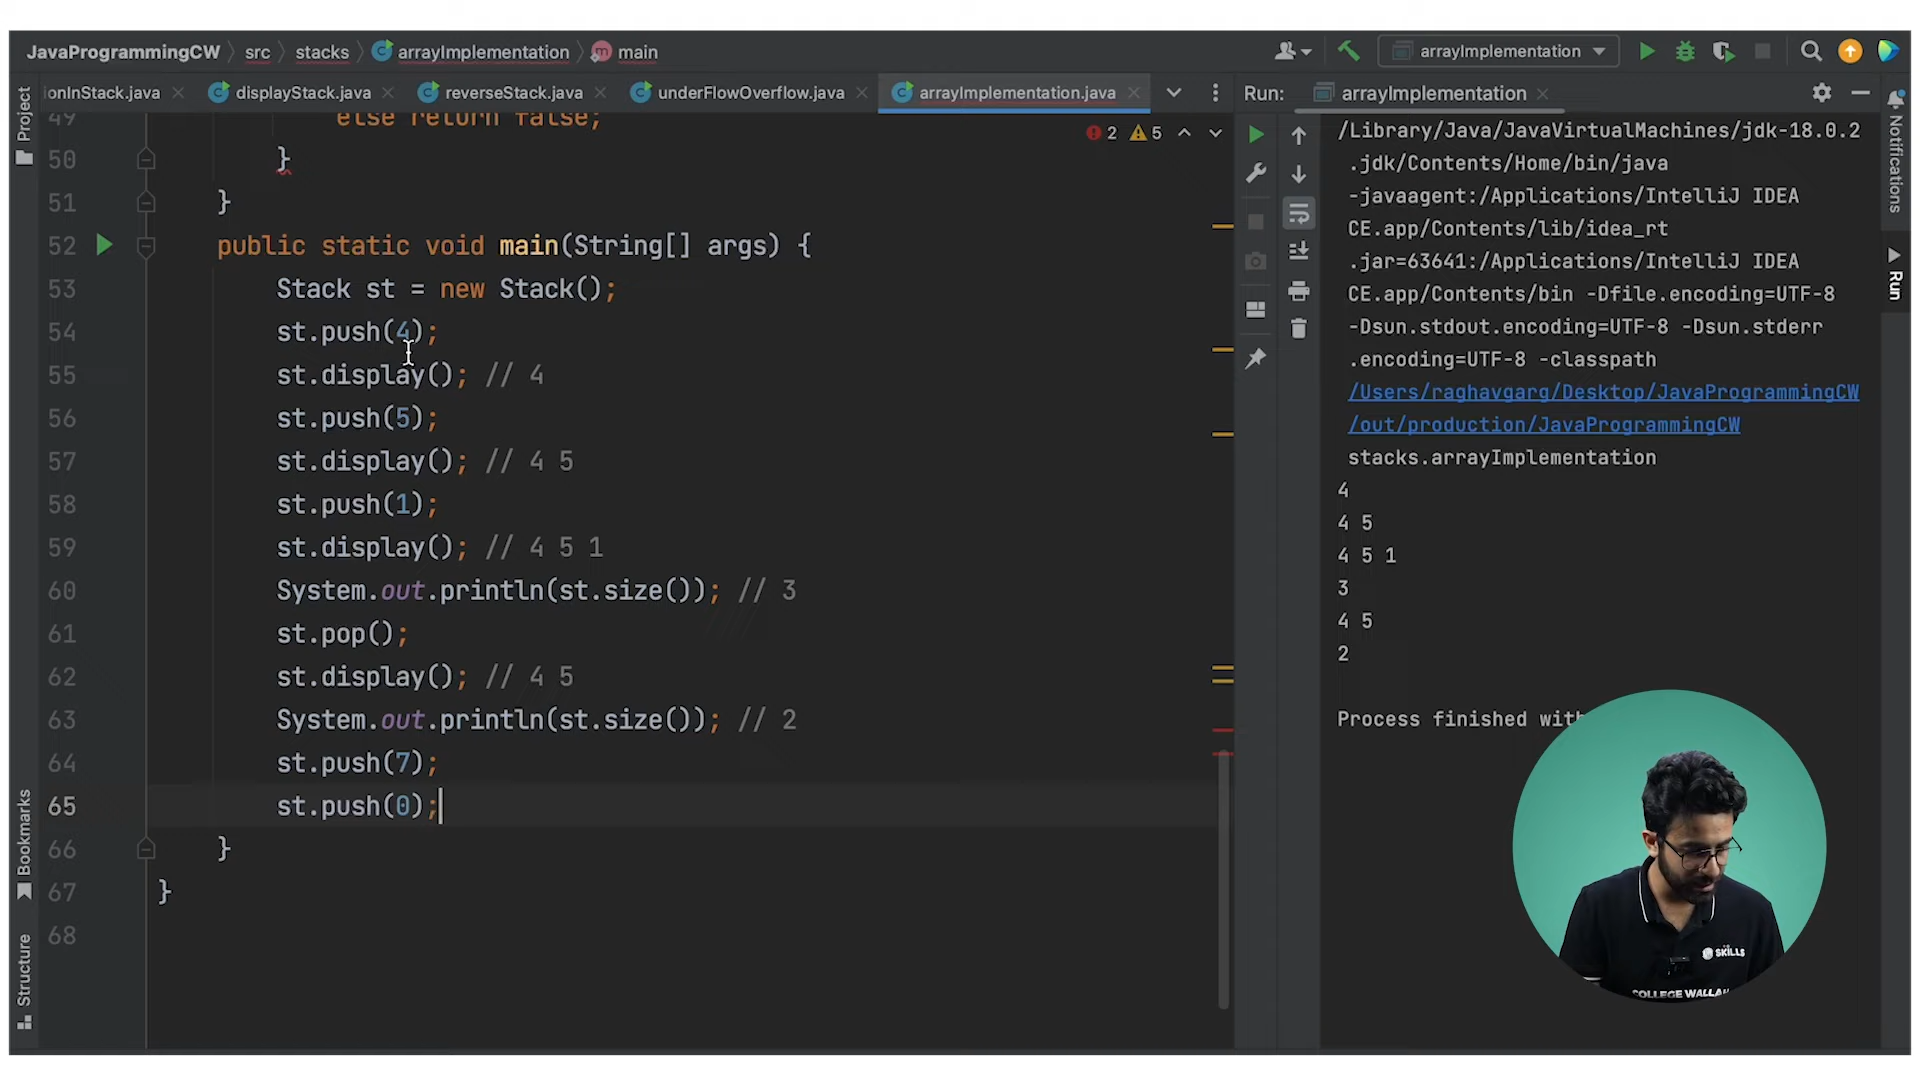 JavaProgrammingCW src stacks arrayImplementation main
arrayImplementation
ionInStack.java displayStack.java reverseStack.java underFlowOverflow.java arrayImplementation.java
Run: arrayImplementation
Project
Bookmarks
Structure
Notifications
Run
2 5
49 else return false;
50 }
51 }
52 public static void main(String[] args) {
53 Stack st = new Stack();
54 st.push(4);
55 st.display(); // 4
56 st.push(5);
57 st.display(); // 4 5
58 st.push(1);
59 st.display(); // 4 5 1
60 System.out.println(st.size()); // 3
61 st.pop();
62 st.display(); // 4 5
63 System.out.println(st.size()); // 2
64 st.push(7);
65 st.push(0);
66 }
67 }
68
/Library/Java/JavaVirtualMachines/jdk-18.0.2
.jdk/Contents/Home/bin/java
-javaagent:/Applications/IntelliJ IDEA
CE.app/Contents/lib/idea_rt
.jar=63641:/Applications/IntelliJ IDEA
CE.app/Contents/bin -Dfile.encoding=UTF-8
-Dsun.stdout.encoding=UTF-8 -Dsun.stderr
.encoding=UTF-8 -classpath
/Users/raghavgarg/Desktop/JavaProgrammingCW
/out/production/JavaProgrammingCW
stacks.arrayImplementation
4
4 5
4 5 1
3
4 5
2
Process finished with
SKILLS
COLLEGE WALLAH